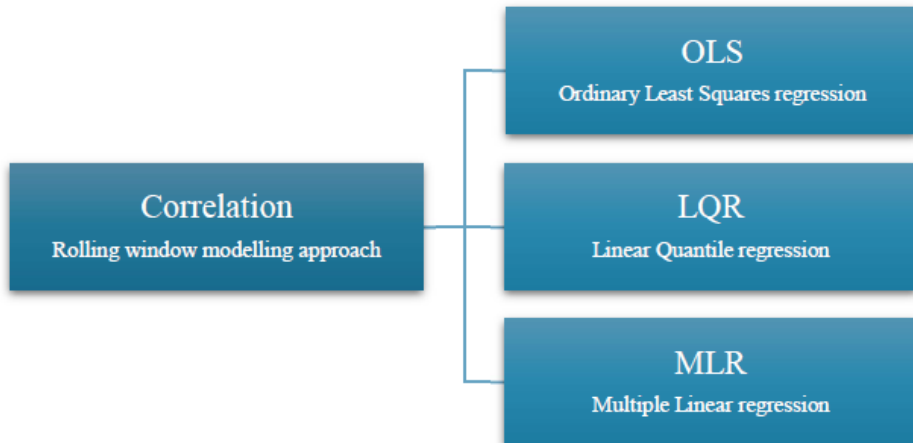 OLS
Ordinary Least Squares regression
Correlation
Rolling window modelling approach
LQR
Linear Quantile regression
MLR
Multiple Linear regression